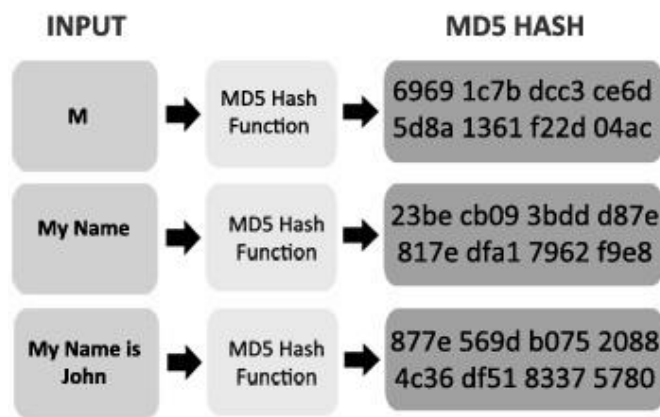 INPUT
MD5 HASH
M
MD5 Hash
Function
6969 1c7b dcc3 ce6d
5d8a 1361 f22d 04ac
My Name
MD5 Hash
Function
23be cb09 3bdd d87e
817e dfa1 7962 f9e8
My Name is
John
MD5 Hash
Function
877e 569d b075 2088
4c36 df51 8337 5780